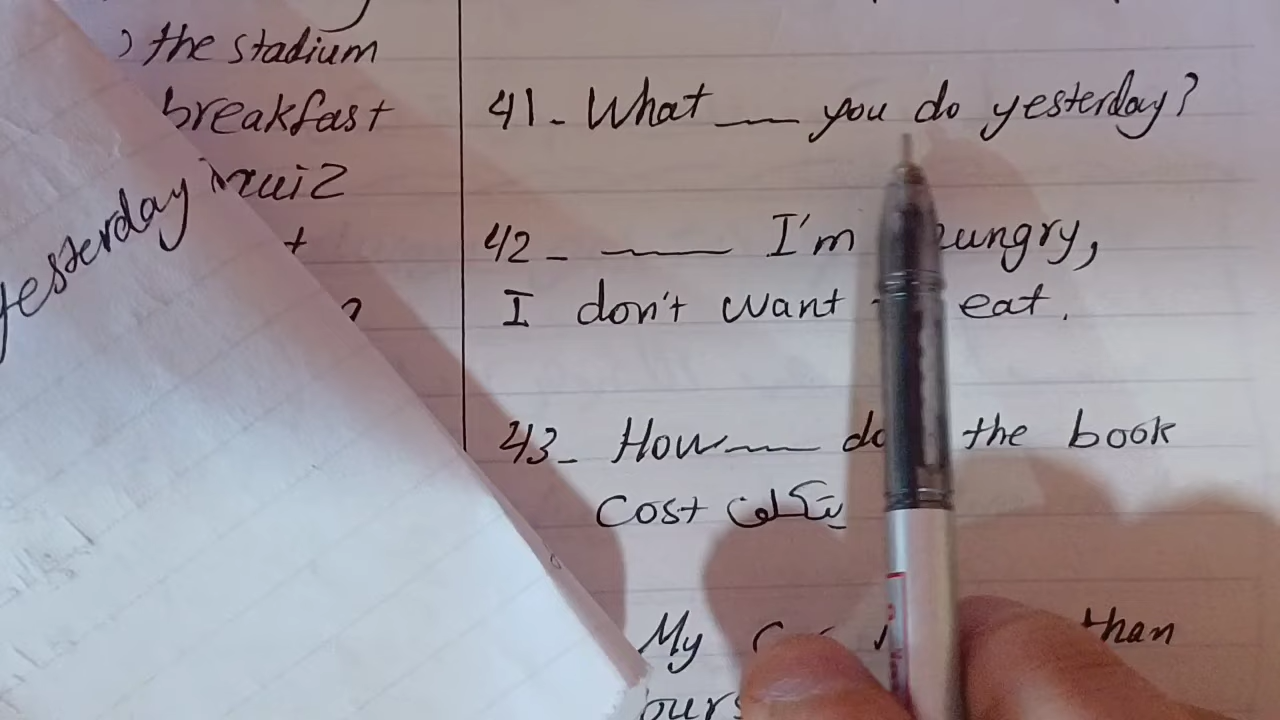 the stadium
breakfast
yesterday
41- What ___ you do yesterday?
42- ___ I'm hungry,
I don't want eat.
43- How ___ the book
cost يتكلف
My than